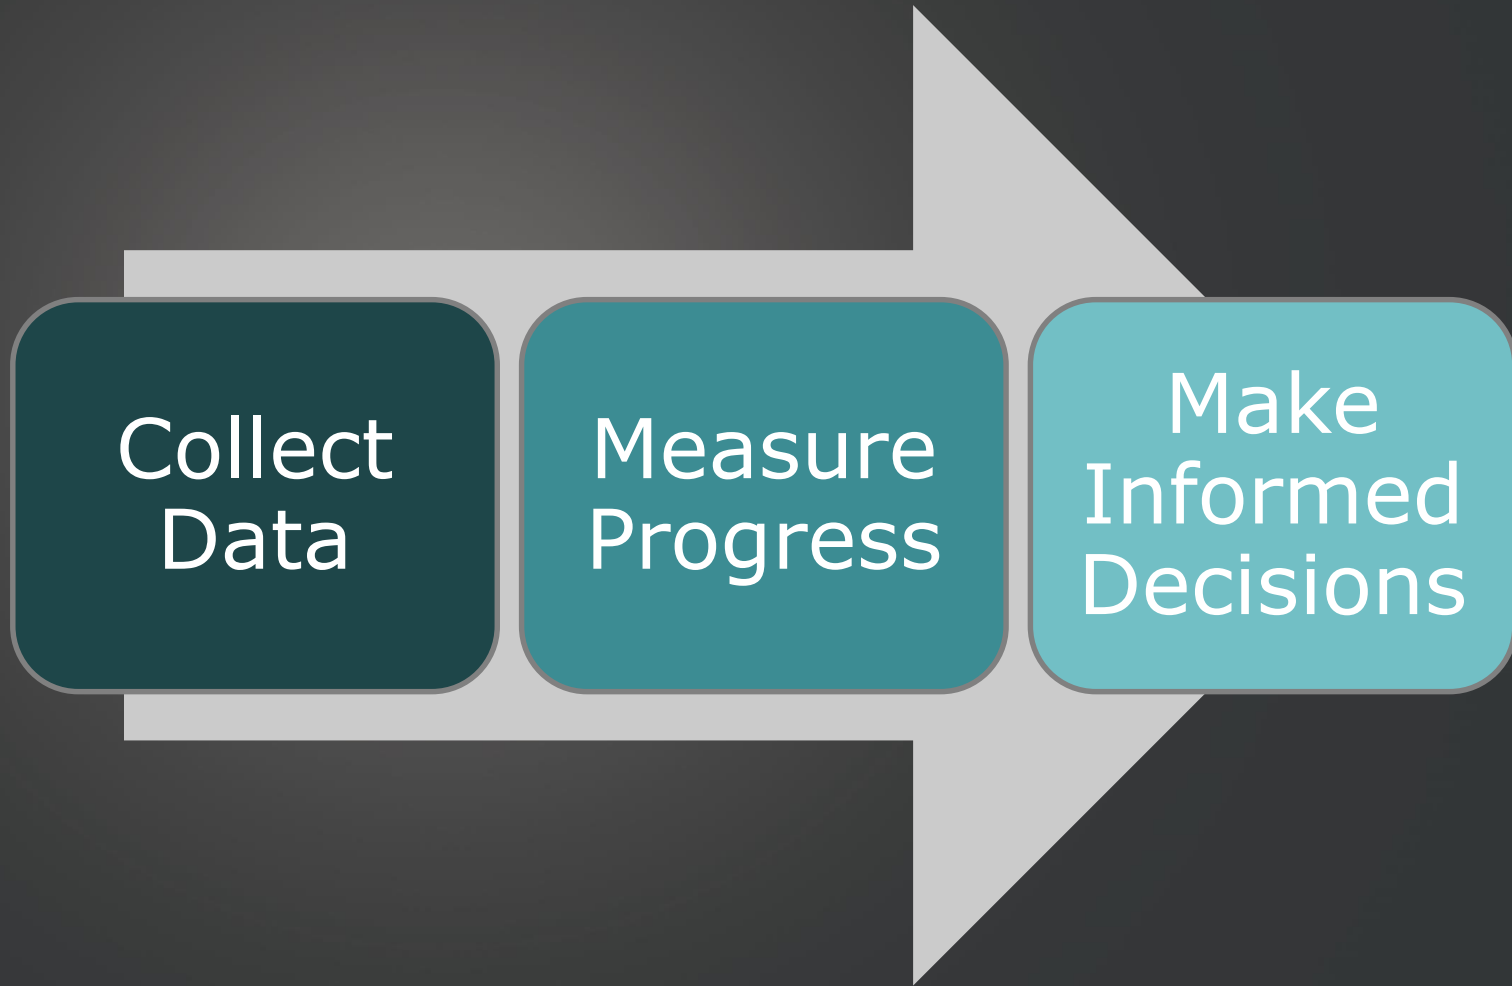 Collect
Data
Measure
Progress
Make
Informed
Decisions